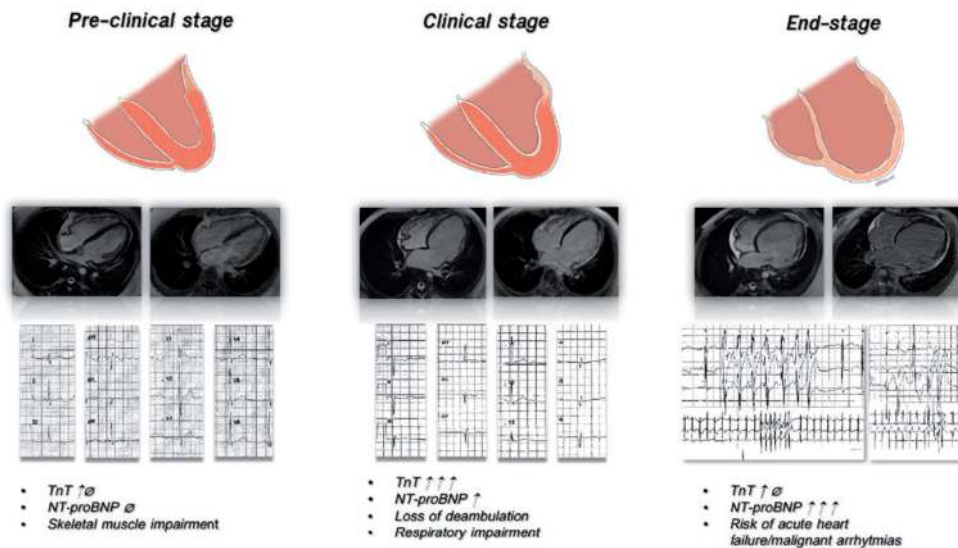 Pre-clinical stage
Clinical stage
End-stage
TnT ↑∅
NT-proBNP ∅
Skeletal muscle impairment
TnT ↑↑↑
NT-proBNP ↑
Loss of deambulation
Respiratory impairment
TnT ↑∅
NT-proBNP ↑↑↑
Risk of acute heart
failure/malignant arrhytmias